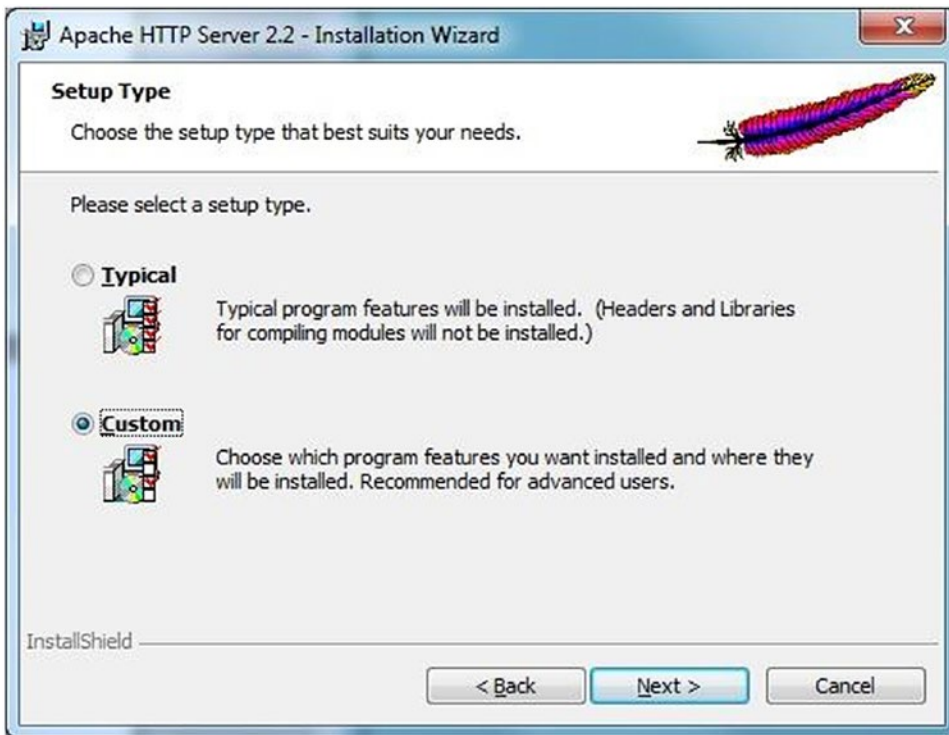 Apache HTTP Server 2.2 - Installation Wizard
Setup Type
Choose the setup type that best suits your needs.
Please select a setup type.
Typical
Typical program features will be installed. (Headers and Libraries
for compiling modules will not be installed.)
Custom
Choose which program features you want installed and where they
will be installed. Recommended for advanced users.
InstallShield
< Back Next > Cancel